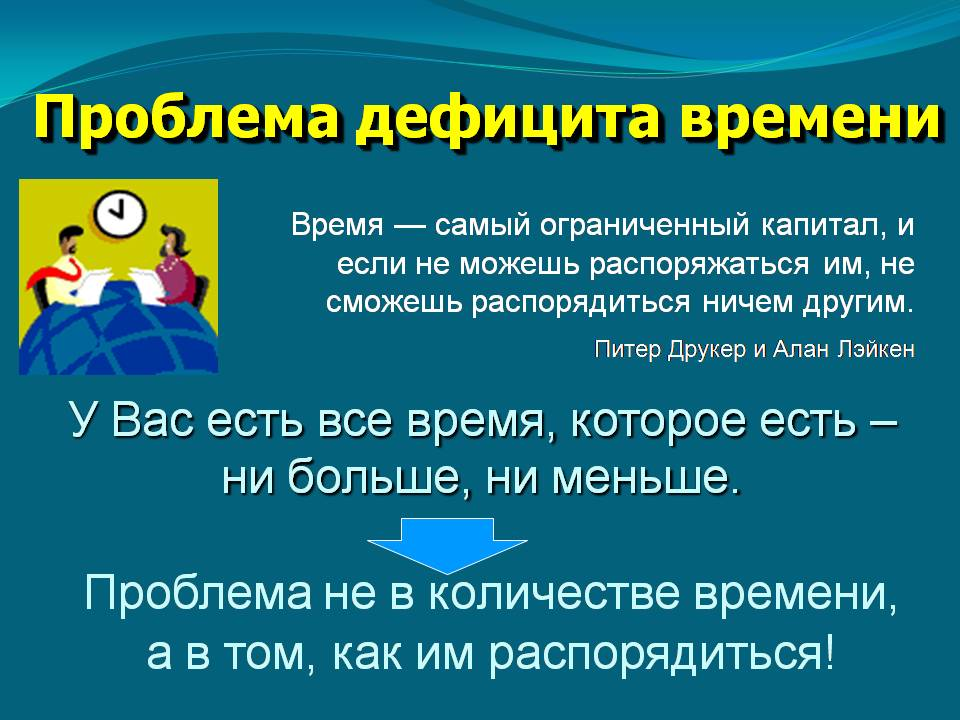 Проблема дефицита времени
Время — самый ограниченный капитал, и
если не можешь распоряжаться им, не
сможешь распорядиться ничем другим.
Питер Друкер и Алан Лэйкен
У Вас есть все время, которое есть –
ни больше, ни меньше.
Проблема не в количестве времени,
а в том, как им распорядиться!